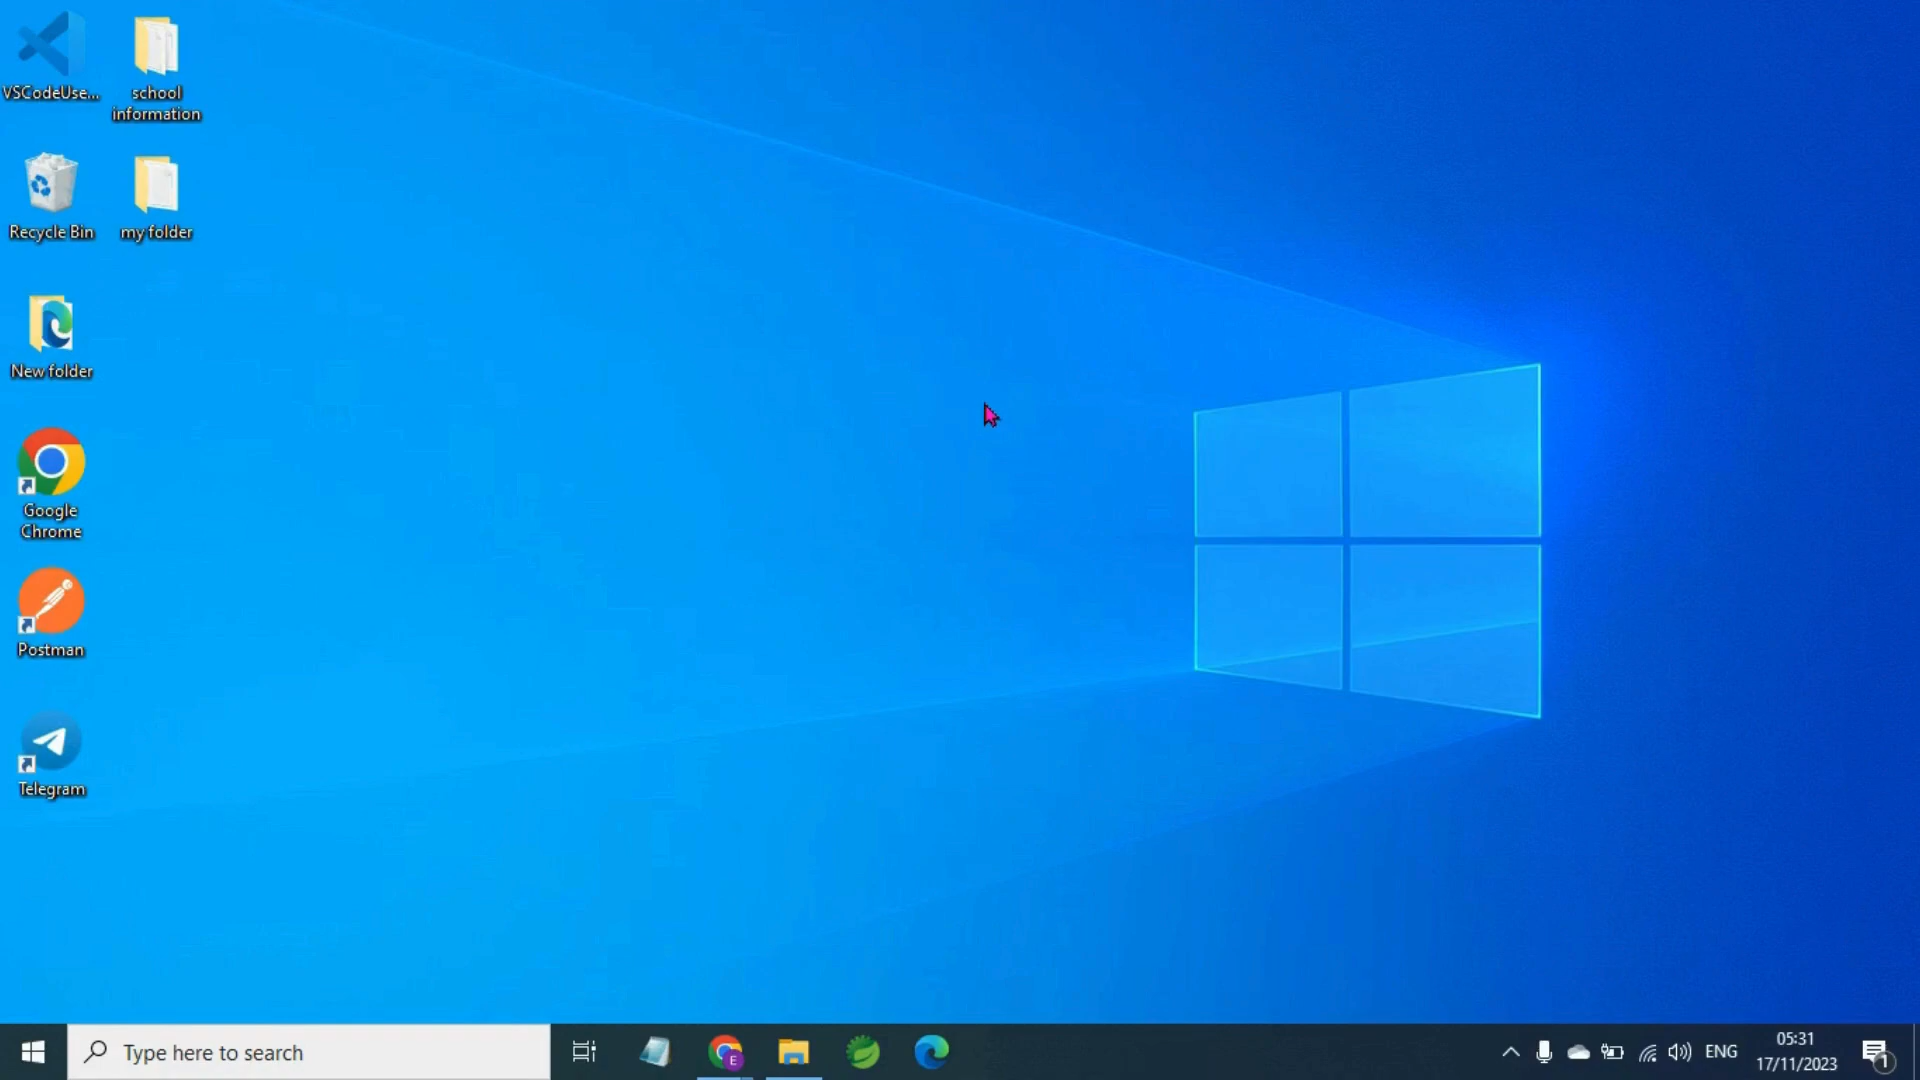 VSCodeUse...
school
information
Recycle Bin
my folder
New folder
Google
Chrome
Postman
Telegram
Type here to search
E
ENG
05:31
17/11/2023
1